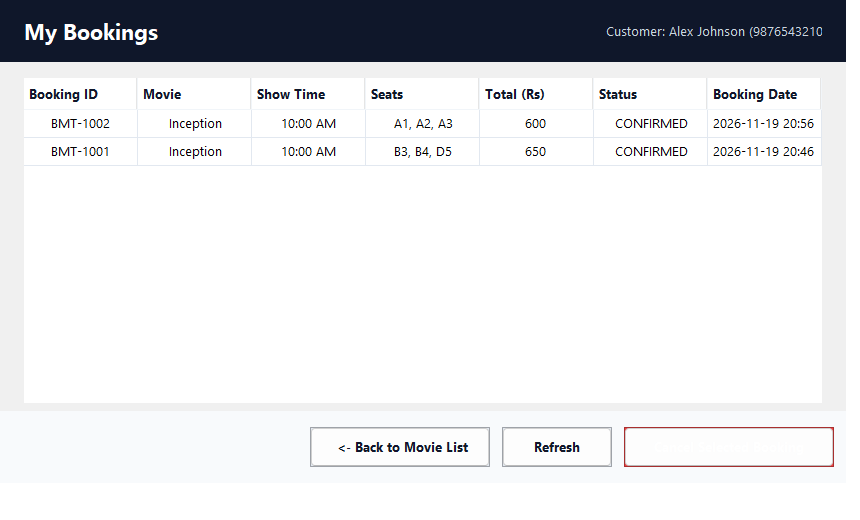 My Bookings
Customer: Alex Johnson (9876543210
Booking ID Movie Show Time Seats Total (Rs) Status Booking Date
BMT-1002 Inception 10:00 AM A1, A2, A3 600 CONFIRMED 2026-11-19 20:56
BMT-1001 Inception 10:00 AM B3, B4, D5 650 CONFIRMED 2026-11-19 20:46
<- Back to Movie List Refresh